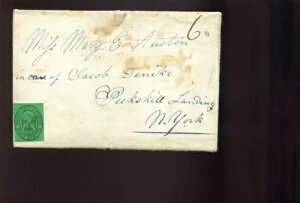 6
Miss Mary E. Austin
in care of Jacob Denike
Peekskill Landing
N. York